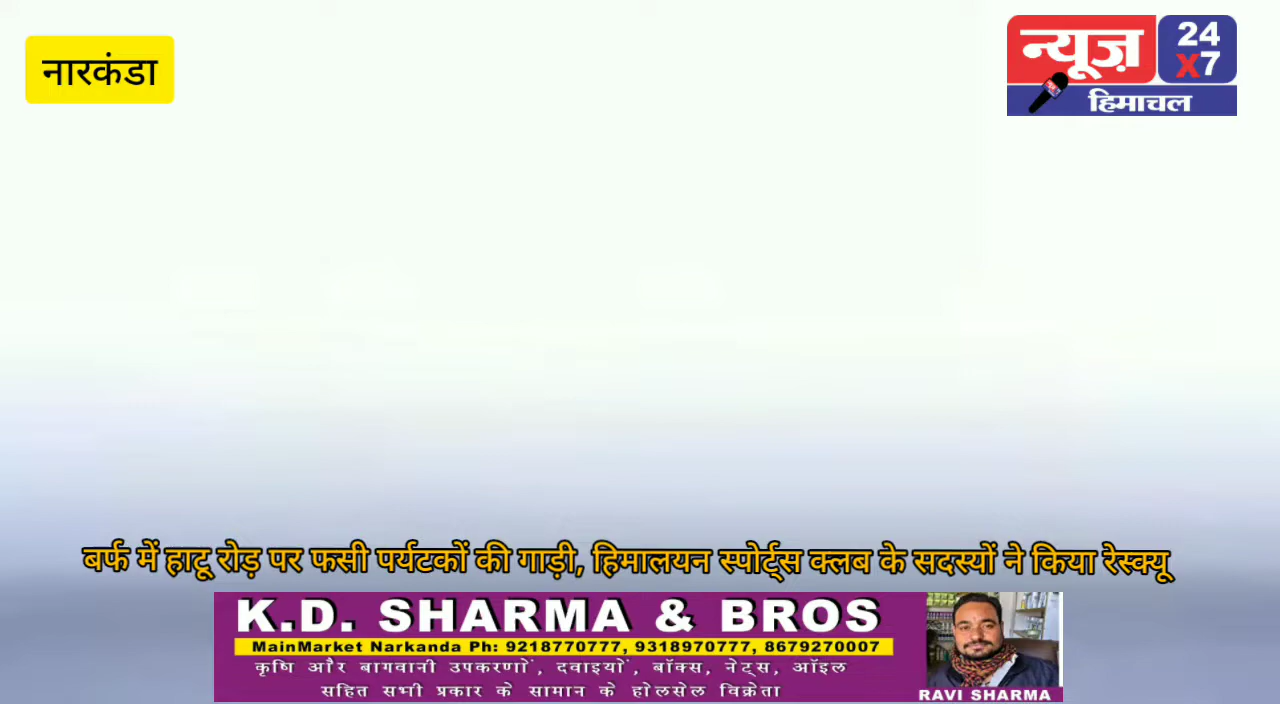 नारकंडा
न्यूज़
24
x7
हिमाचल
बर्फ में हाटू रोड़ पर फसी पर्यटकों की गाड़ी, हिमालयन स्पोर्ट्स क्लब के सदस्यों ने किया रेस्क्यू
K.D. SHARMA & BROS
MainMarket Narkanda Ph: 9218770777, 9318970777, 8679270007
कृषि और बागवानी उपकरणों, दवाइयों, बॉक्स, नेट्स, ऑइल
सहित सभी प्रकार के सामान के होलसेल विक्रेता
RAVI SHARMA